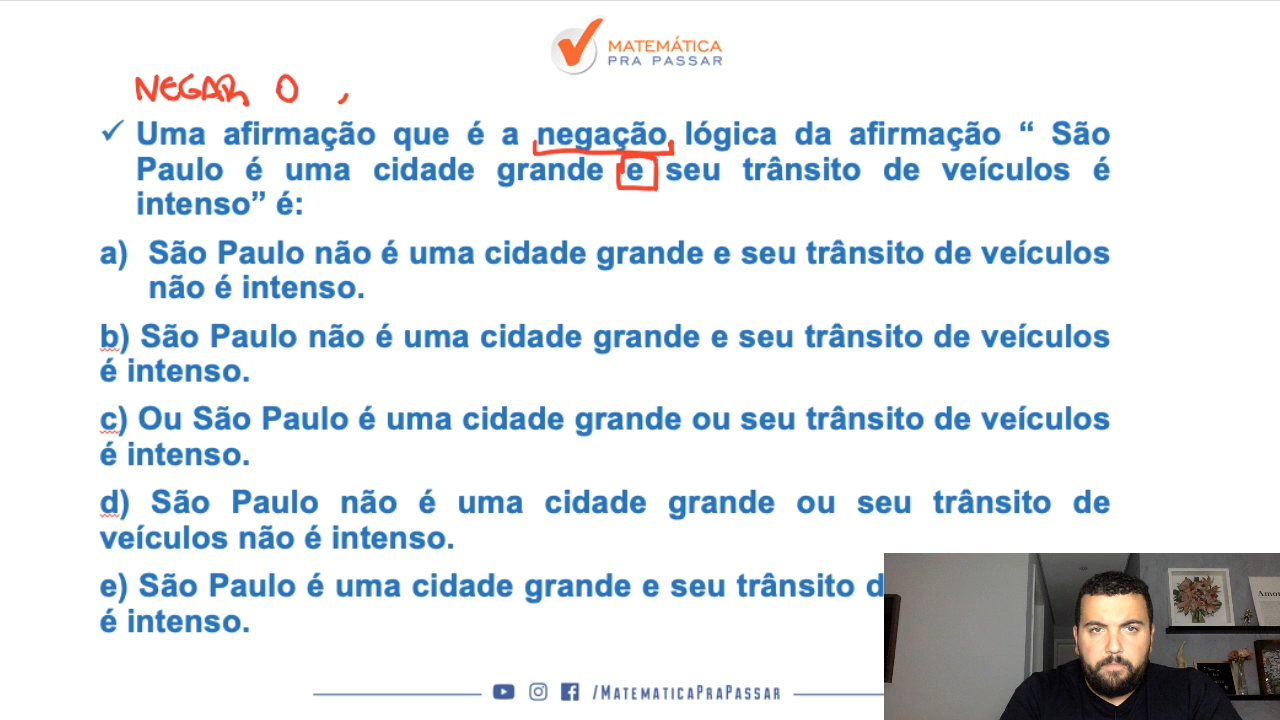 MATEMÁTICA
PRA PASSAR
NEGAR O ,
✓ Uma afirmação que é a negação lógica da afirmação “ São
Paulo é uma cidade grande e seu trânsito de veículos é
intenso” é:
a) São Paulo não é uma cidade grande e seu trânsito de veículos
não é intenso.
b) São Paulo não é uma cidade grande e seu trânsito de veículos
é intenso.
c) Ou São Paulo é uma cidade grande ou seu trânsito de veículos
é intenso.
d) São Paulo não é uma cidade grande ou seu trânsito de
veículos não é intenso.
e) São Paulo é uma cidade grande e seu trânsito d
é intenso.
/MATEMATICAPRAPASSAR